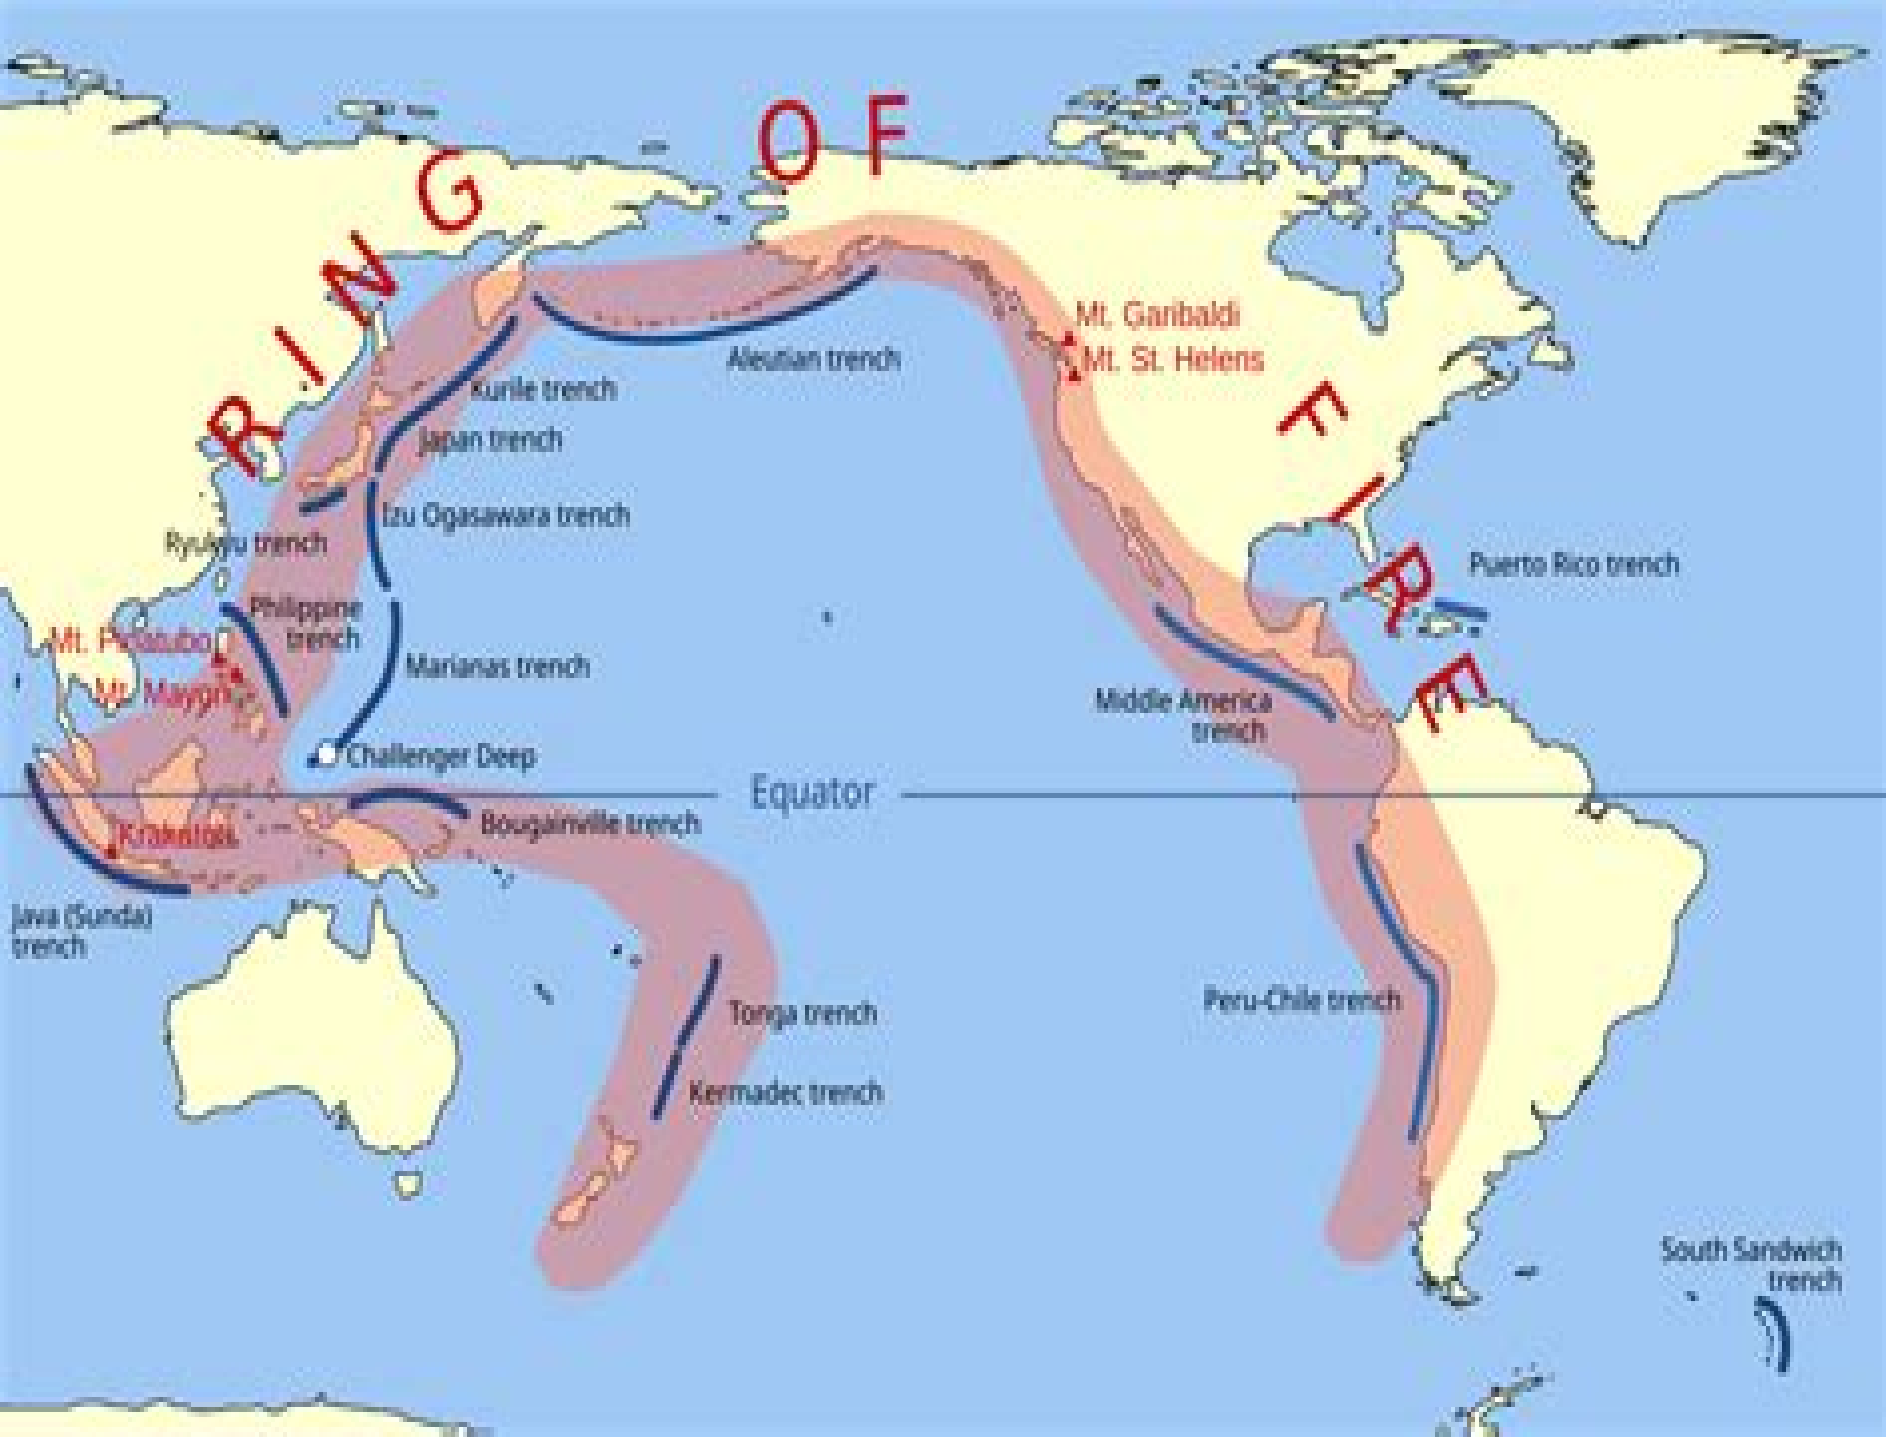 RING OF FIRE
Mt. Garibaldi
Mt. St. Helens
Aleutian trench
Kurile trench
Japan trench
Izu Ogasawara trench
Ryukyu trench
Puerto Rico trench
Philippine
trench
Mt. Pinatubo
Marianas trench
Mt. Mayon
Middle America
trench
Challenger Deep
Equator
Bougainville trench
Krakatoa
Java (Sunda)
trench
Tonga trench
Peru-Chile trench
Kermadec trench
South Sandwich
trench